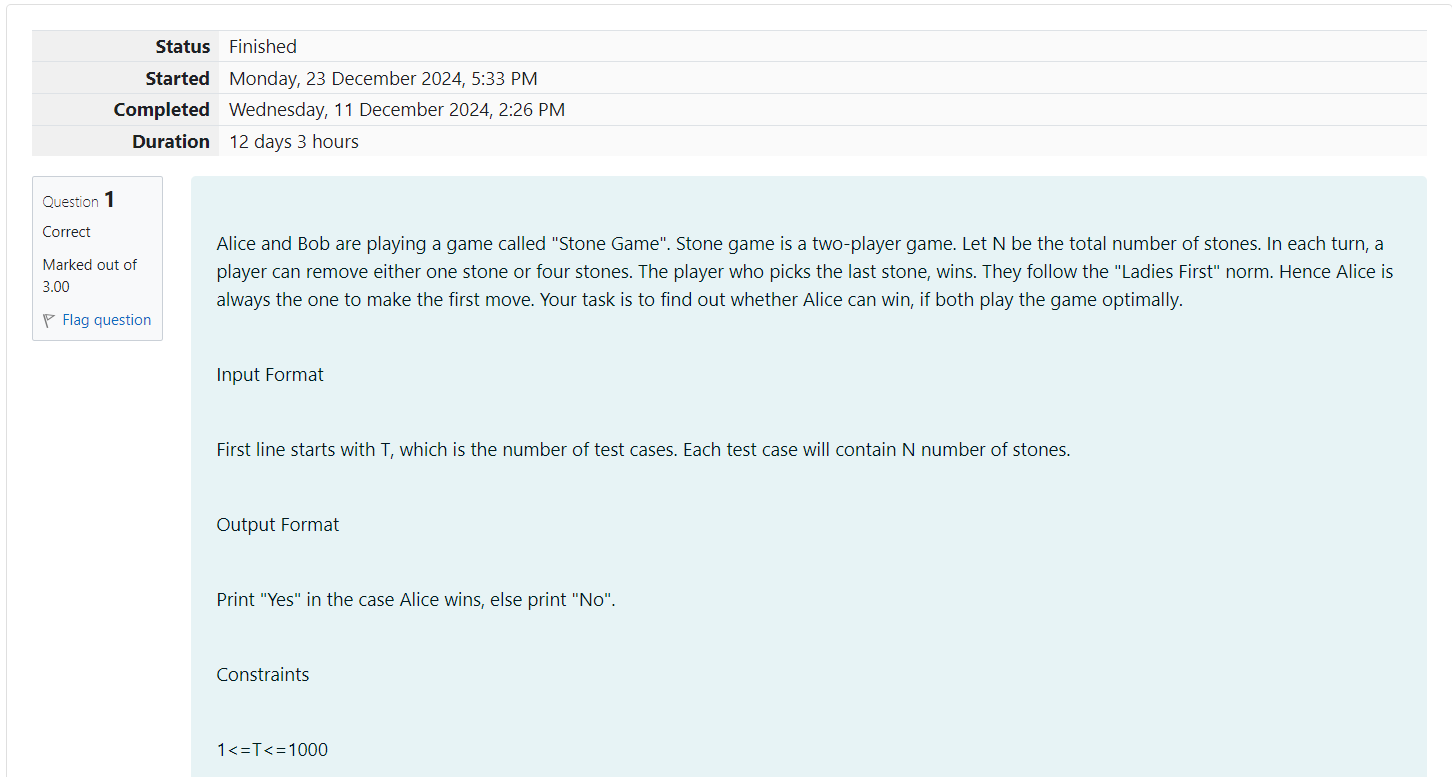 Status Finished
Started Monday, 23 December 2024, 5:33 PM
Completed Wednesday, 11 December 2024, 2:26 PM
Duration 12 days 3 hours
Question 1
Correct
Marked out of
3.00
Flag question
Alice and Bob are playing a game called "Stone Game". Stone game is a two-player game. Let N be the total number of stones. In each turn, a
player can remove either one stone or four stones. The player who picks the last stone, wins. They follow the "Ladies First" norm. Hence Alice is
always the one to make the first move. Your task is to find out whether Alice can win, if both play the game optimally.
Input Format
First line starts with T, which is the number of test cases. Each test case will contain N number of stones.
Output Format
Print "Yes" in the case Alice wins, else print "No".
Constraints
1<=T<=1000